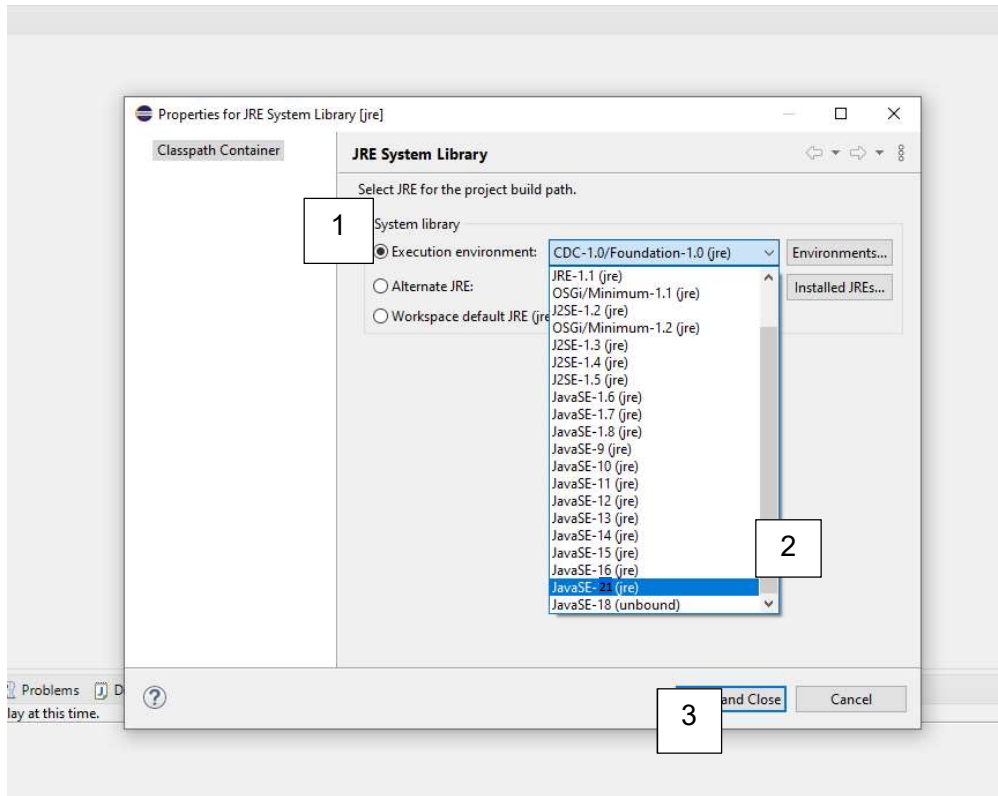 Properties for JRE System Library [jre]
Classpath Container
JRE System Library
Select JRE for the project build path.
1
System library
Execution environment: CDC-1.0/Foundation-1.0 (jre) Environments...
JRE-1.1 (jre)
Alternate JRE: Installed JREs...
OSGi/Minimum-1.1 (jre)
J2SE-1.2 (jre)
Workspace default JRE (jre
OSGi/Minimum-1.2 (jre)
J2SE-1.3 (jre)
J2SE-1.4 (jre)
J2SE-1.5 (jre)
JavaSE-1.6 (jre)
JavaSE-1.7 (jre)
JavaSE-1.8 (jre)
JavaSE-9 (jre)
JavaSE-10 (jre)
JavaSE-11 (jre)
JavaSE-12 (jre)
JavaSE-13 (jre)
JavaSE-14 (jre)
JavaSE-15 (jre)
2
JavaSE-16 (jre)
JavaSE-21 (jre)
JavaSE-18 (unbound)
Problems D
?
3
and Close Cancel
lay at this time.